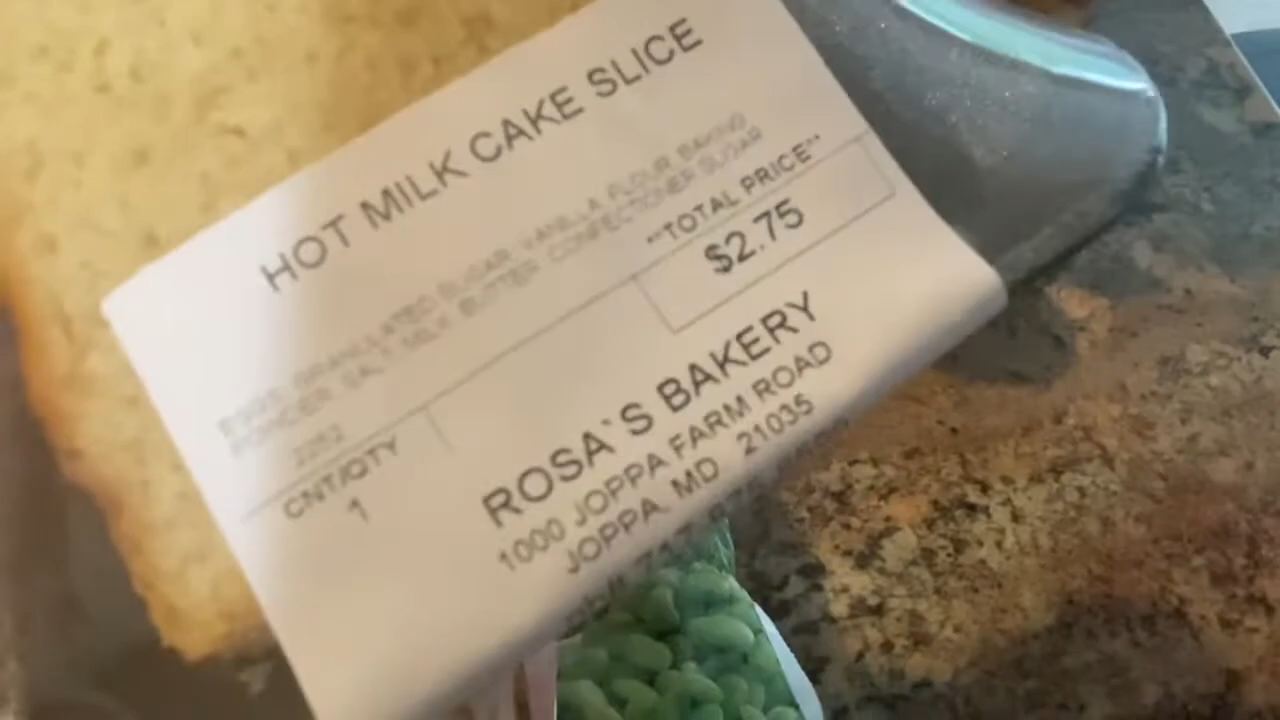 HOT MILK CAKE SLICE
EGGS GRANULATED SUGAR VANILLA FLOUR BAKING
POWDER SALT MILK BUTTER CONFECTIONER SUGAR
**TOTAL PRICE**
$2.75
CNT/QTY
1
ROSA`S BAKERY
1000 JOPPA FARM ROAD
JOPPA, MD 21035